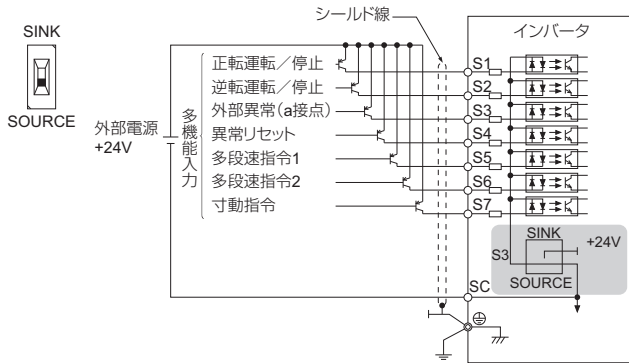 SINK
SOURCE
シールド線
インバータ
外部電源
+24V
多機能入力
正転運転／停止
逆転運転／停止
外部異常(a接点)
異常リセット
多段速指令1
多段速指令2
寸動指令
S1
S2
S3
S4
S5
S6
S7
S3
SINK
+24V
SOURCE
SC